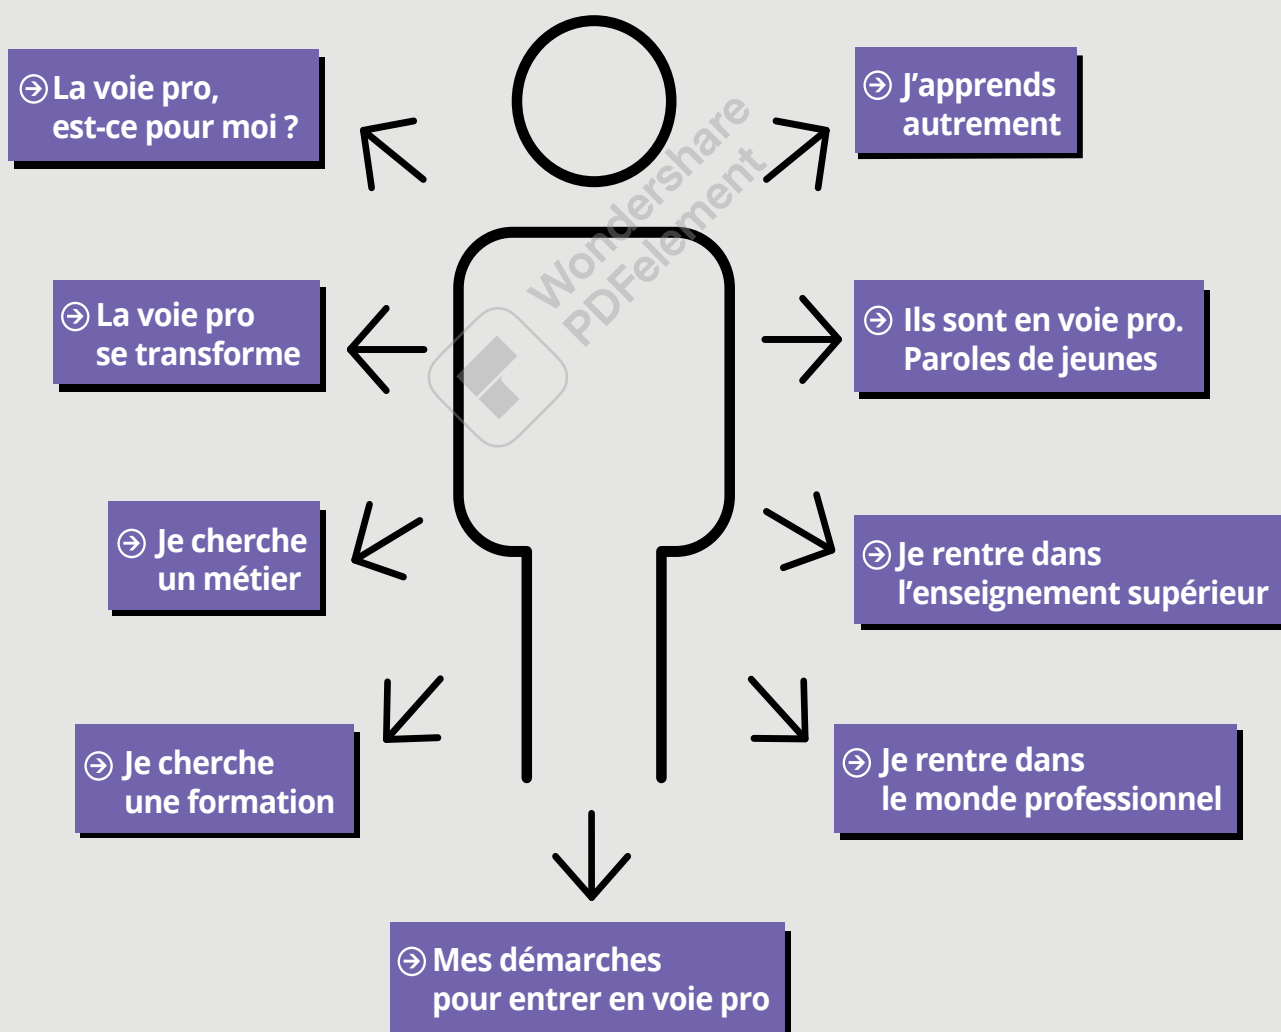 La voie pro,
est-ce pour moi ?
J’apprends
autrement
Wondershare
PDFelement
La voie pro
se transforme
Ils sont en voie pro.
Paroles de jeunes
Je cherche
un métier
Je rentre dans
l’enseignement supérieur
Je cherche
une formation
Je rentre dans
le monde professionnel
Mes démarches
pour entrer en voie pro